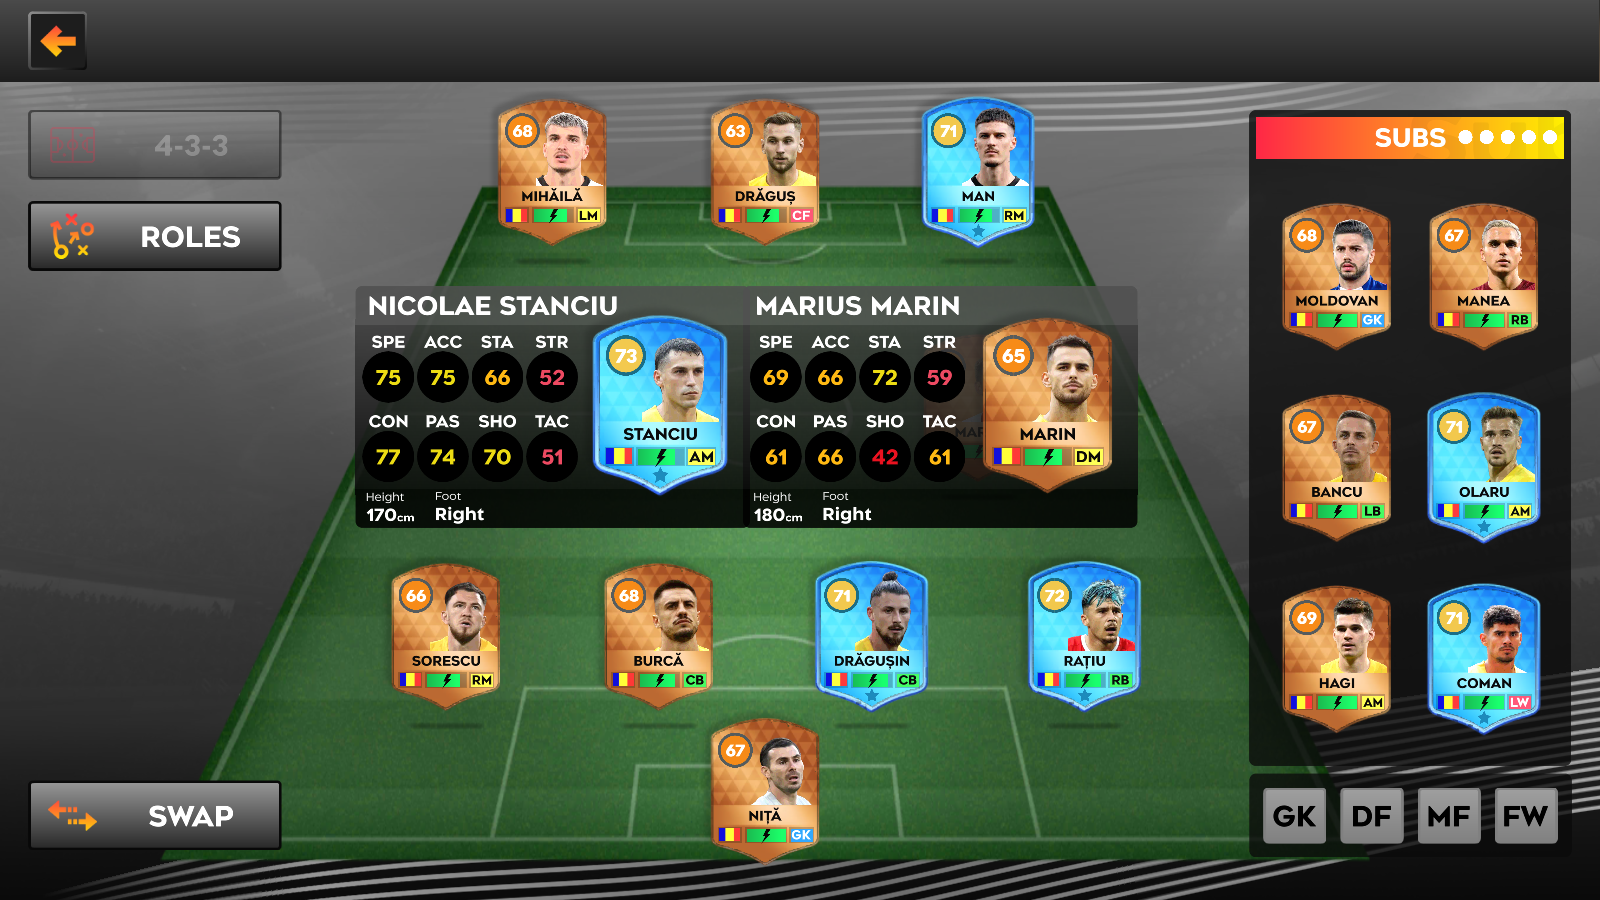 4-3-3
ROLES
68
MIHĂILĂ
LM
63
DRĂGUȘ
CF
71
MAN
RM
NICOLAE STANCIU
SPE ACC STA STR
75 75 66 52
CON PAS SHO TAC
77 74 70 51
Height Foot
170cm Right
73
STANCIU
AM
MARIUS MARIN
SPE ACC STA STR
69 66 72 59
CON PAS SHO TAC
61 66 42 61
Height Foot
180cm Right
65
MARIN
DM
66
SORESCU
RM
68
BURCĂ
CB
71
DRĂGUȘIN
CB
72
RAȚIU
RB
67
NIȚĂ
GK
SWAP
SUBS
68
MOLDOVAN
GK
67
MANEA
RB
67
BANCU
LB
71
OLARU
AM
69
HAGI
AM
71
COMAN
LW
GK DF MF FW